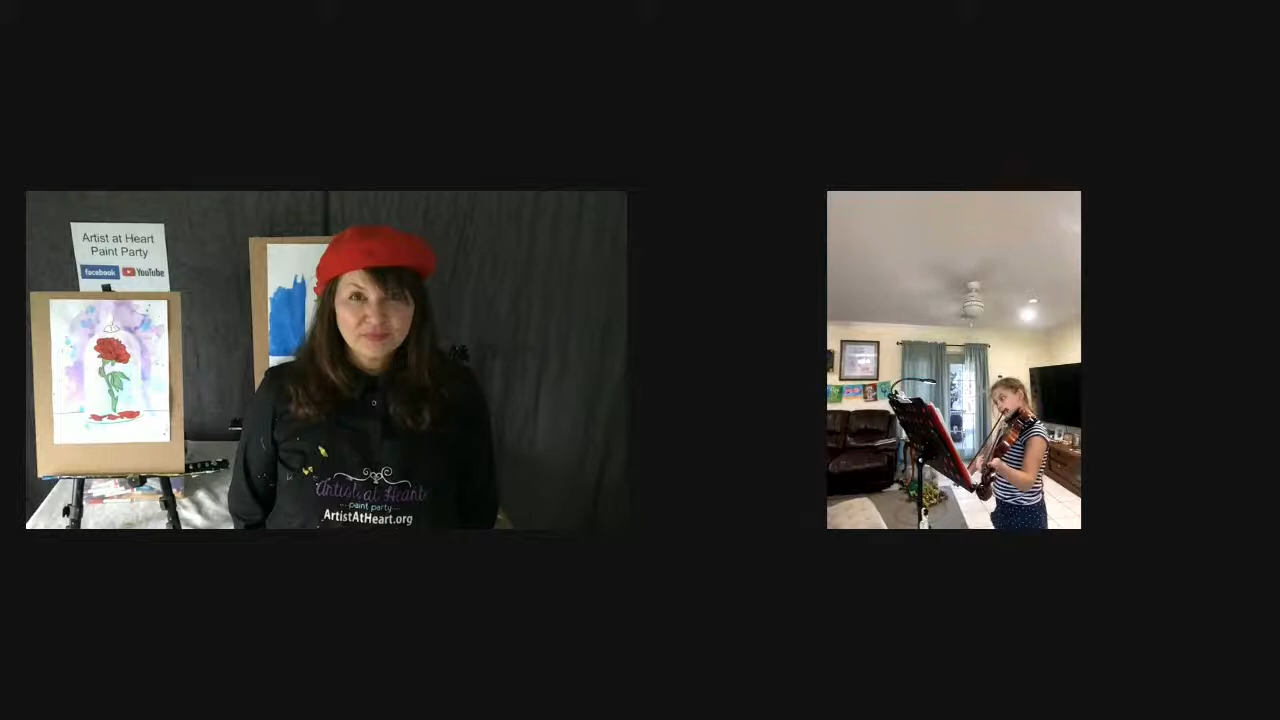 Artist at Heart
Paint Party
facebook
YouTube
Artist at Heart
paint party
ArtistAtHeart.org